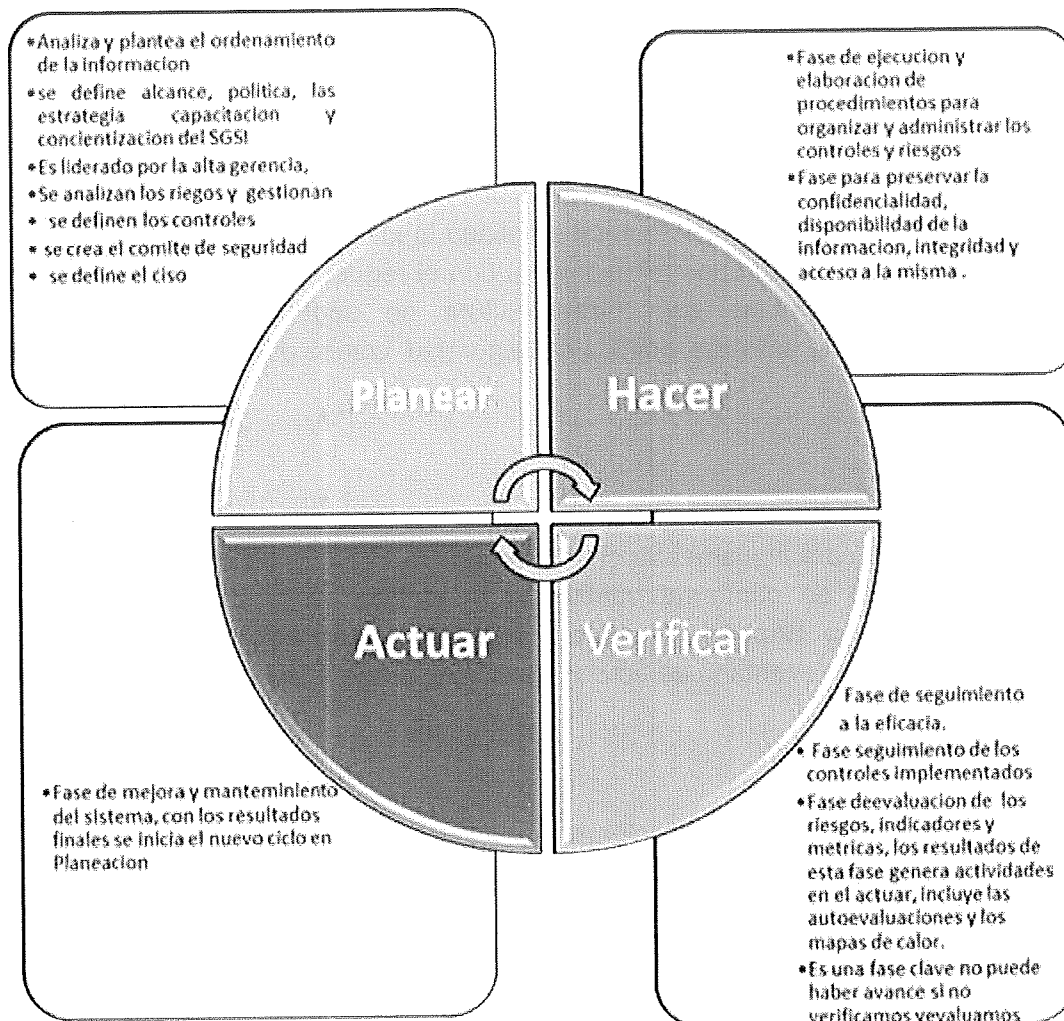 •Analiza y plantea el ordenamiento
de la informacion
•se define alcance, politica, las
estrategia capacitacion y
concientizacion del SGSI
•Es liderado por la alta gerencia,
•Se analizan los riegos y gestionan
• se definen los controles
• se crea el comite de seguridad
• se define el ciso
•Fase de ejecucion y
elaboracion de
procedimientos para
organizar y administrar los
controles y riesgos
•Fase para preservar la
confidencialidad,
disponibilidad de la
informacion, integridad y
acceso a la misma .
Planear
Hacer
Actuar
Verificar
•Fase de mejora y mantenimiento
del sistema, con los resultados
finales se inicia el nuevo ciclo en
Planeacion
Fase de seguimiento
a la eficacia.
• Fase seguimiento de los
controles implementados
•Fase deevaluacion de los
riesgos, indicadores y
metricas, los resultados de
esta fase genera actividades
en el actuar, incluye las
autoevaluaciones y los
mapas de calor.
•Es una fase clave no puede
haber avance si no
verificamos yevaluamos